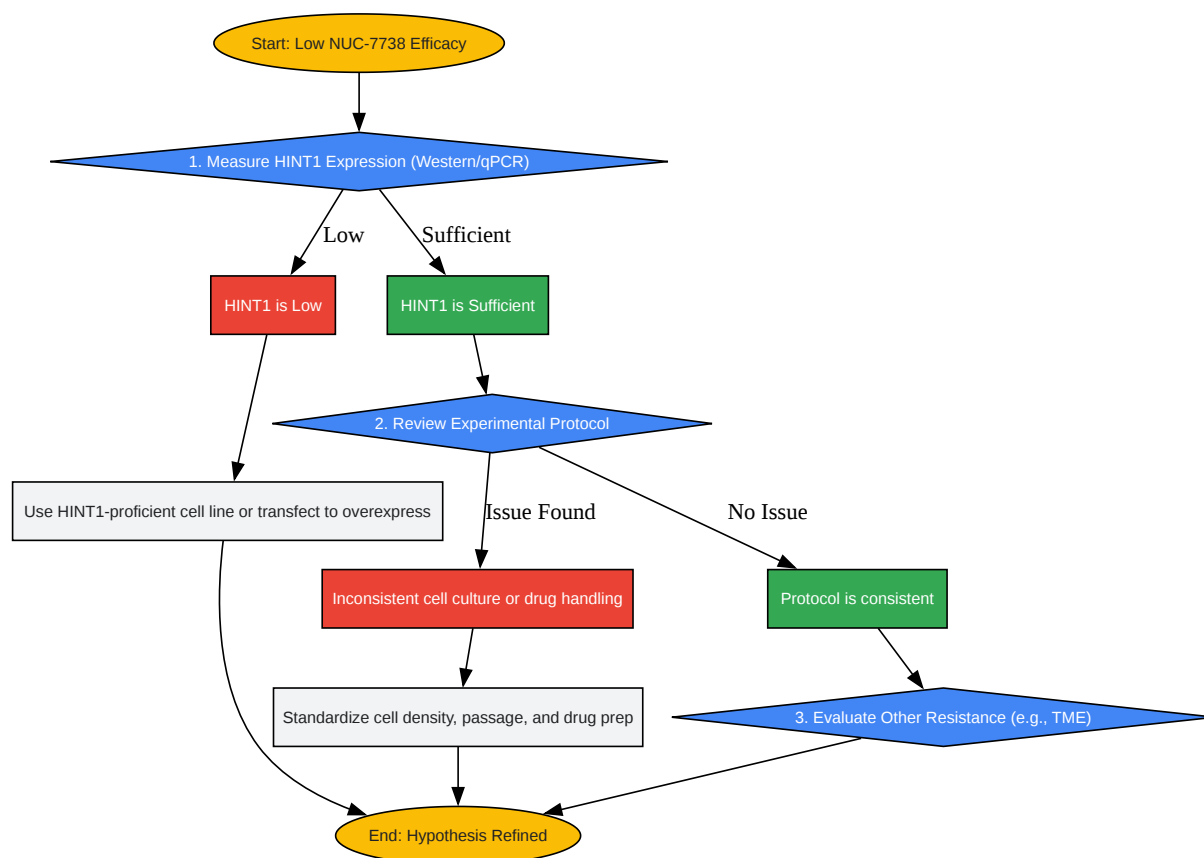 Start: Low NUC-7738 Efficacy
1. Measure HINT1 Expression (Western/qPCR)
Low
Sufficient
HINT1 is Low
HINT1 is Sufficient
2. Review Experimental Protocol
Use HINT1-proficient cell line or transfect to overexpress
Issue Found
No Issue
Inconsistent cell culture or drug handling
Protocol is consistent
Standardize cell density, passage, and drug prep
3. Evaluate Other Resistance (e.g., TME)
End: Hypothesis Refined